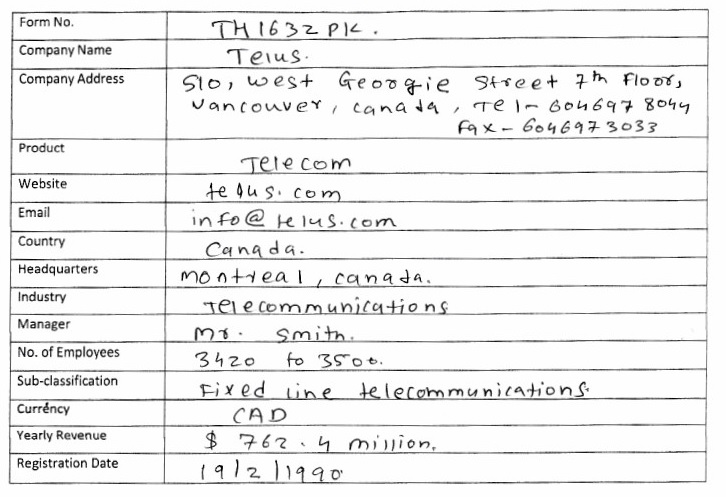 Form No. TH1632PK.
Company Name Telus.
Company Address 510, west Georgie Street 7th Floor,
Vancouver, Canada, Tel- 6046978044
Fax - 6046973033
Product Telecom
Website telus.com
Email info@telus.com
Country Canada.
Headquarters Montreal, Canada.
Industry Telecommunications
Manager Mr. Smith.
No. of Employees 3420 to 3500.
Sub-classification Fixed line telecommunications.
Currency CAD
Yearly Revenue $ 762.4 million.
Registration Date 19/2/1990